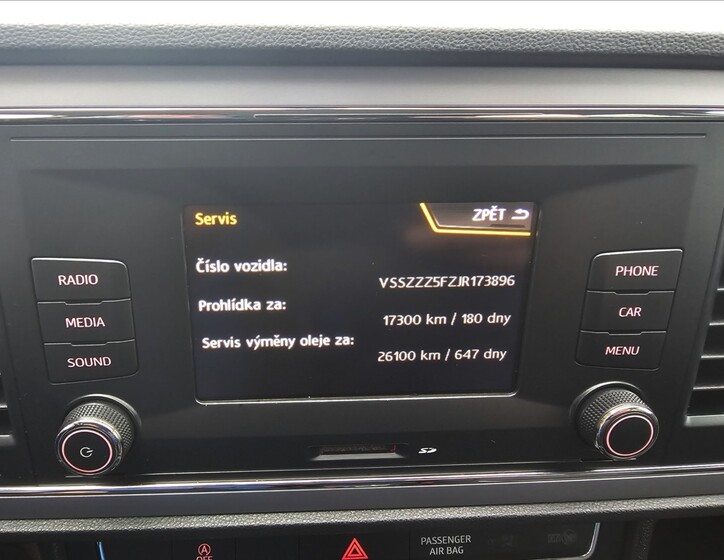 Servis
ZPĚT
Číslo vozidla:
VSSZZZ5FZJR173896
Prohlídka za:
17300 km / 180 dny
Servis výměny oleje za:
26100 km / 647 dny
RADIO
MEDIA
SOUND
PHONE
CAR
MENU
SD
A
OFF
PASSENGER
AIR BAG